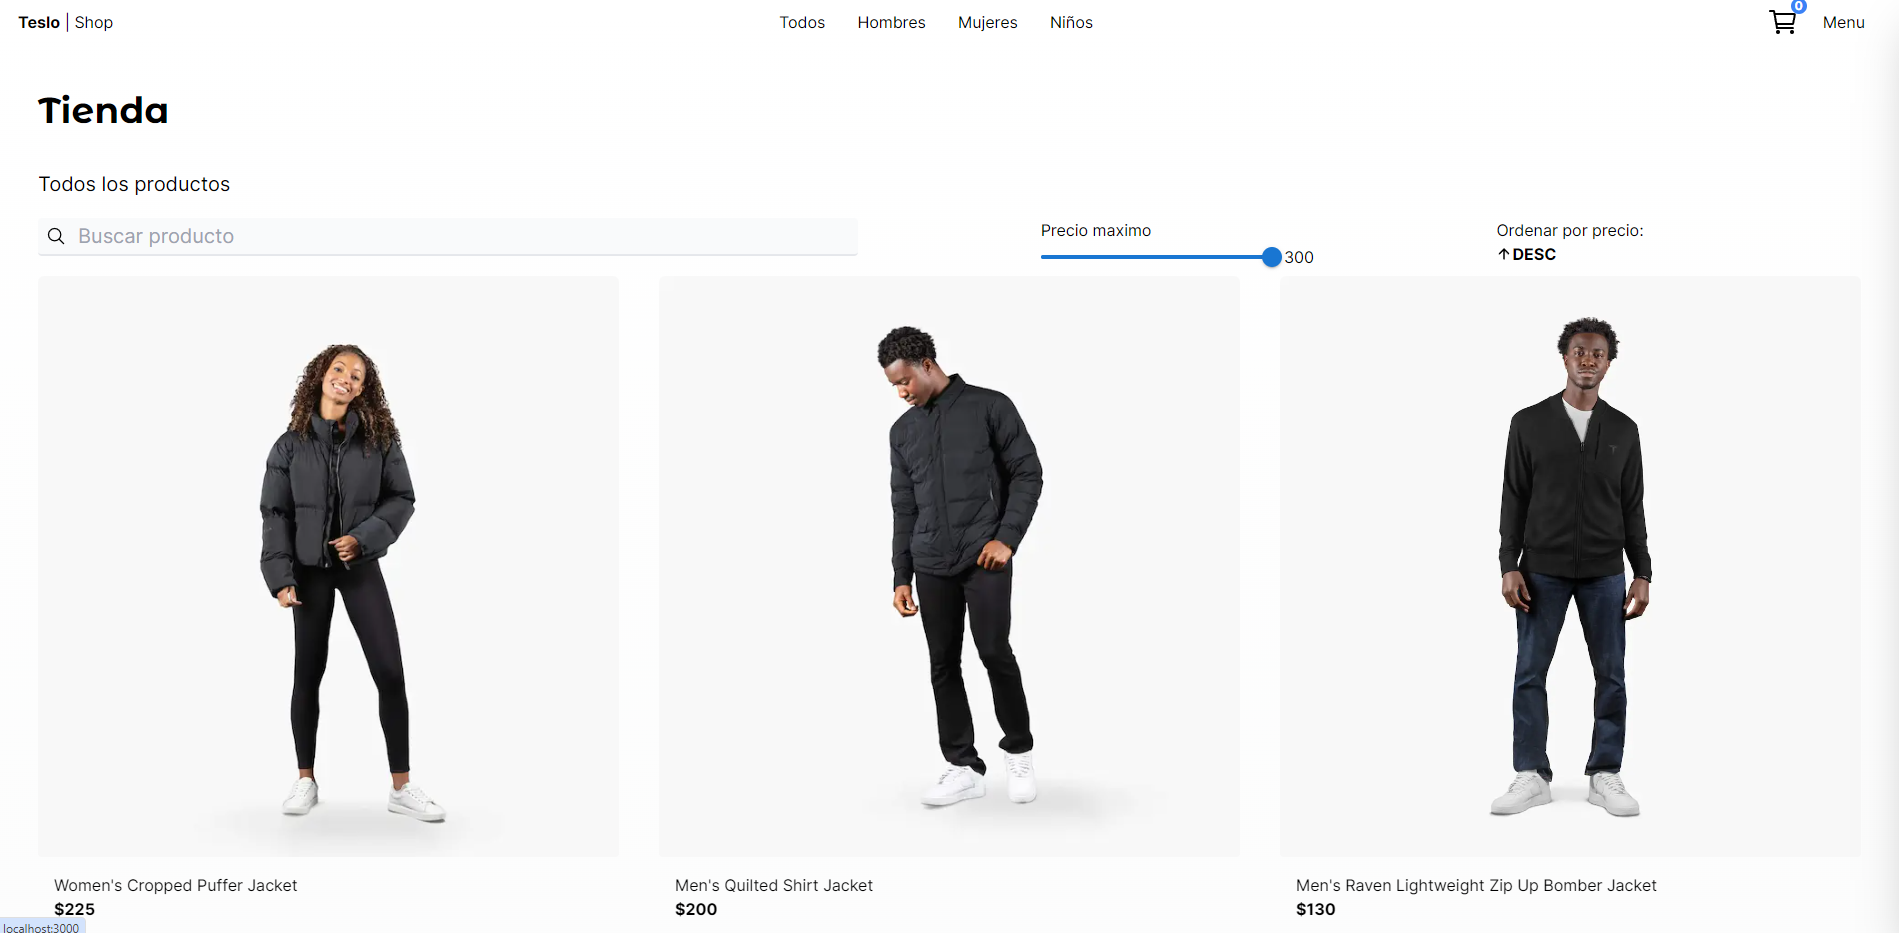 Teslo | Shop
Todos Hombres Mujeres Niños
0
Menu
Tienda
Todos los productos
Buscar producto
Precio maximo
300
Ordenar por precio:
↑DESC
Women's Cropped Puffer Jacket
$225
Men's Quilted Shirt Jacket
$200
Men's Raven Lightweight Zip Up Bomber Jacket
$130
localhost:3000